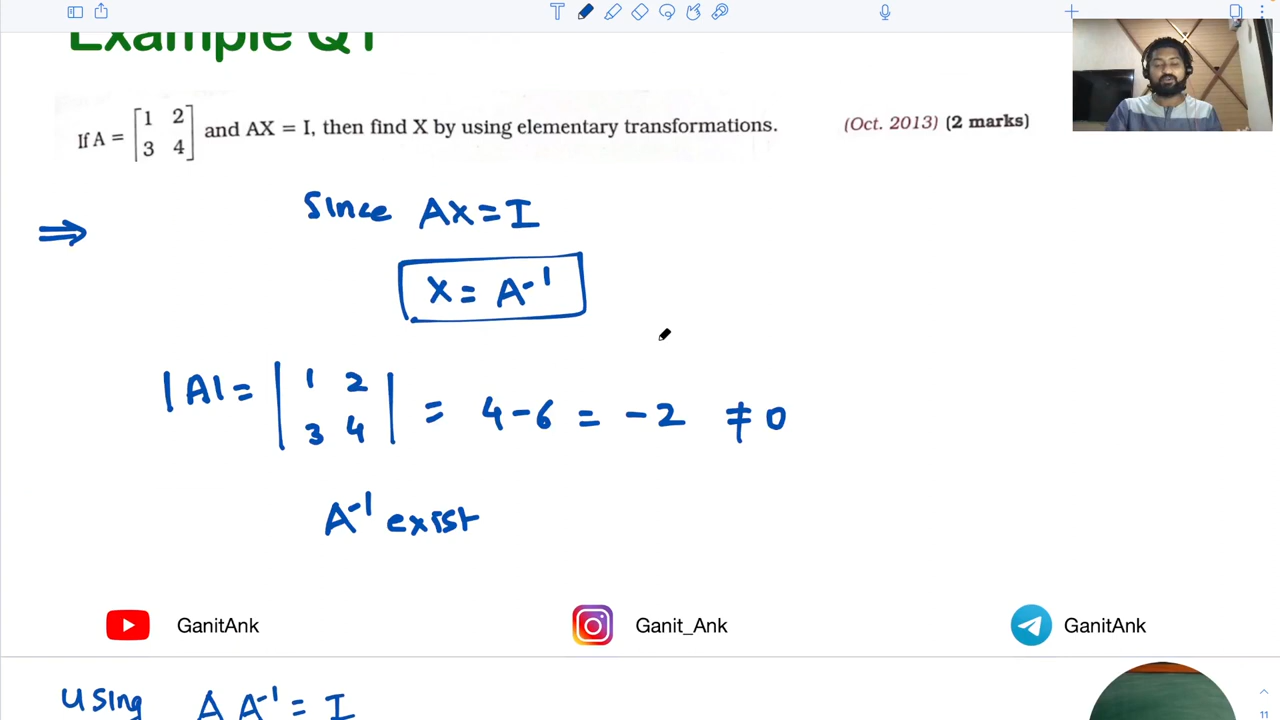 Example Q1
If A = [1 2
3 4] and AX = I, then find X by using elementary transformations. (Oct. 2013) (2 marks)
⇒ Since AX = I
X = A⁻¹
|A| = |1 2
3 4| = 4 - 6 = -2 ≠ 0
A⁻¹ exist
GanitAnk Ganit_Ank GanitAnk
Using A A⁻¹ = I
11